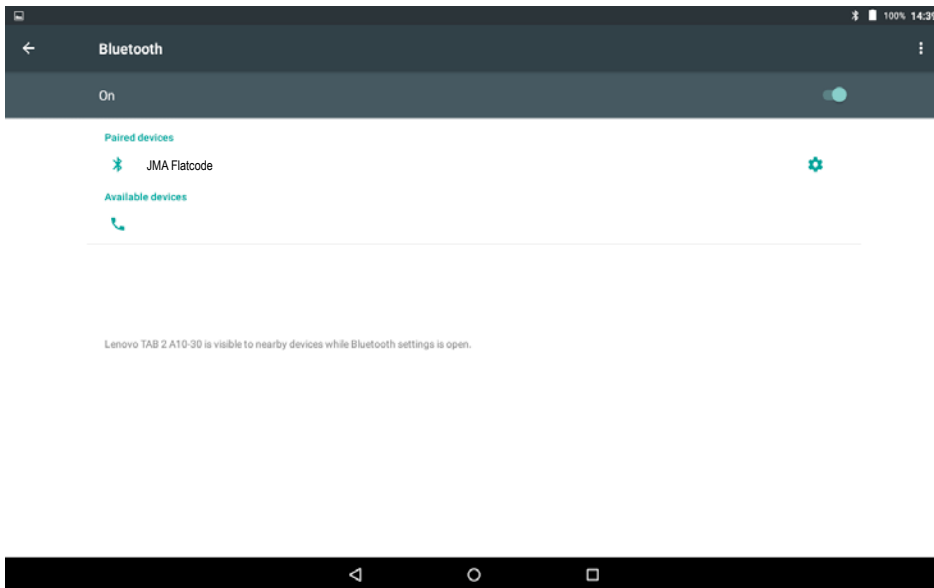 100% 14:39
Bluetooth
On
Paired devices
JMA Flatcode
Available devices
Lenovo TAB 2 A10-30 is visible to nearby devices while Bluetooth settings is open.